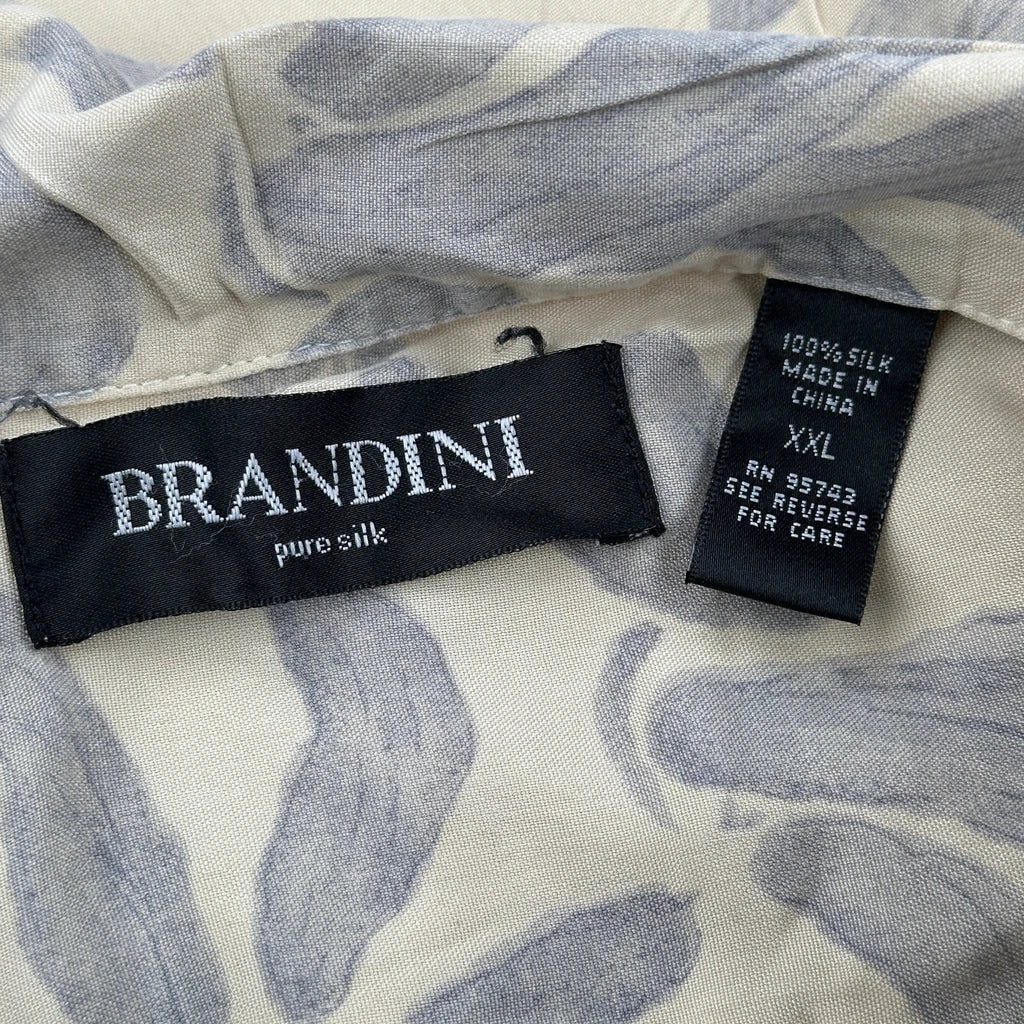 BRANDINI
pure silk
100% SILK
MADE IN
CHINA
XXL
RN 95743
SEE REVERSE
FOR CARE